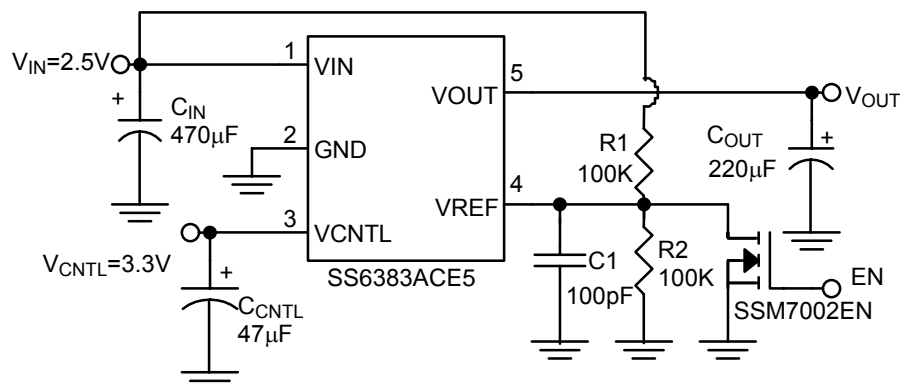 V_IN=2.5V
1
VIN
5
VOUT
V_OUT
+
C_IN
470µF
2
GND
R1
100K
C_OUT
220µF
+
4
VREF
3
VCNTL
V_CNTL=3.3V
+
C_CNTL
47µF
SS6383ACE5
C1
100pF
R2
100K
EN
SSM7002EN